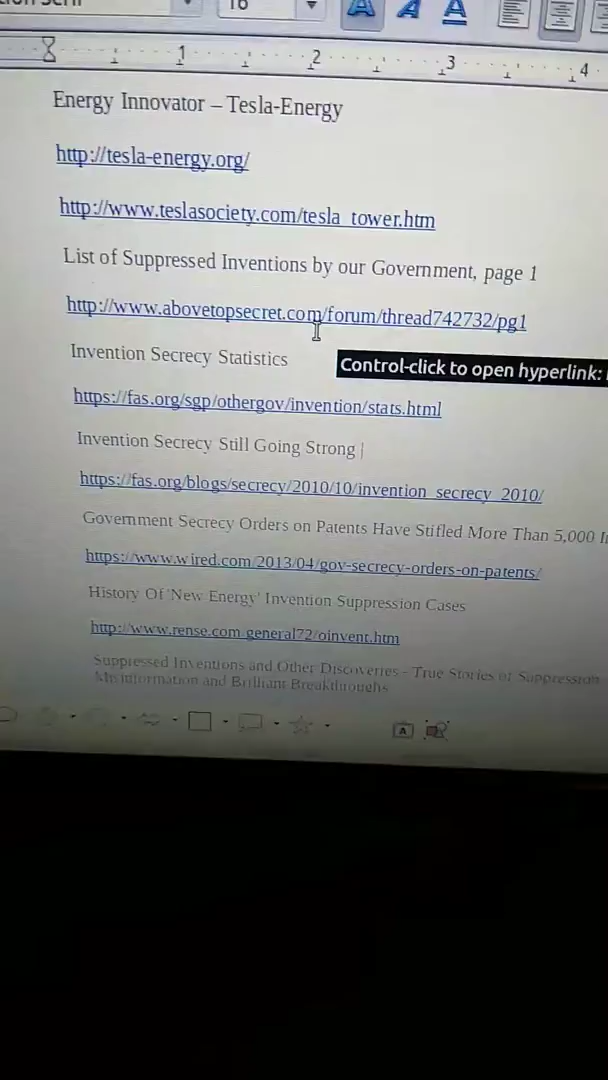 16
1 2 3 4
Energy Innovator – Tesla-Energy
http://tesla-energy.org/
http://www.teslasociety.com/tesla_tower.htm
List of Suppressed Inventions by our Government, page 1
http://www.abovetopsecret.com/forum/thread742732/pg1
Invention Secrecy Statistics
Control-click to open hyperlink:
https://fas.org/sgp/othergov/invention/stats.html
Invention Secrecy Still Going Strong
https://fas.org/blogs/secrecy/2010/10/invention_secrecy_2010/
Government Secrecy Orders on Patents Have Stifled More Than 5,000
https://www.wired.com/2013/04/gov-secrecy-orders-on-patents/
History Of 'New Energy' Invention Suppression Cases
http://www.rense.com/general72/oinvent.htm
Suppressed Inventions and Other Discoveries - True Stories of Suppression
Misinformation and Brilliant Breakthroughs